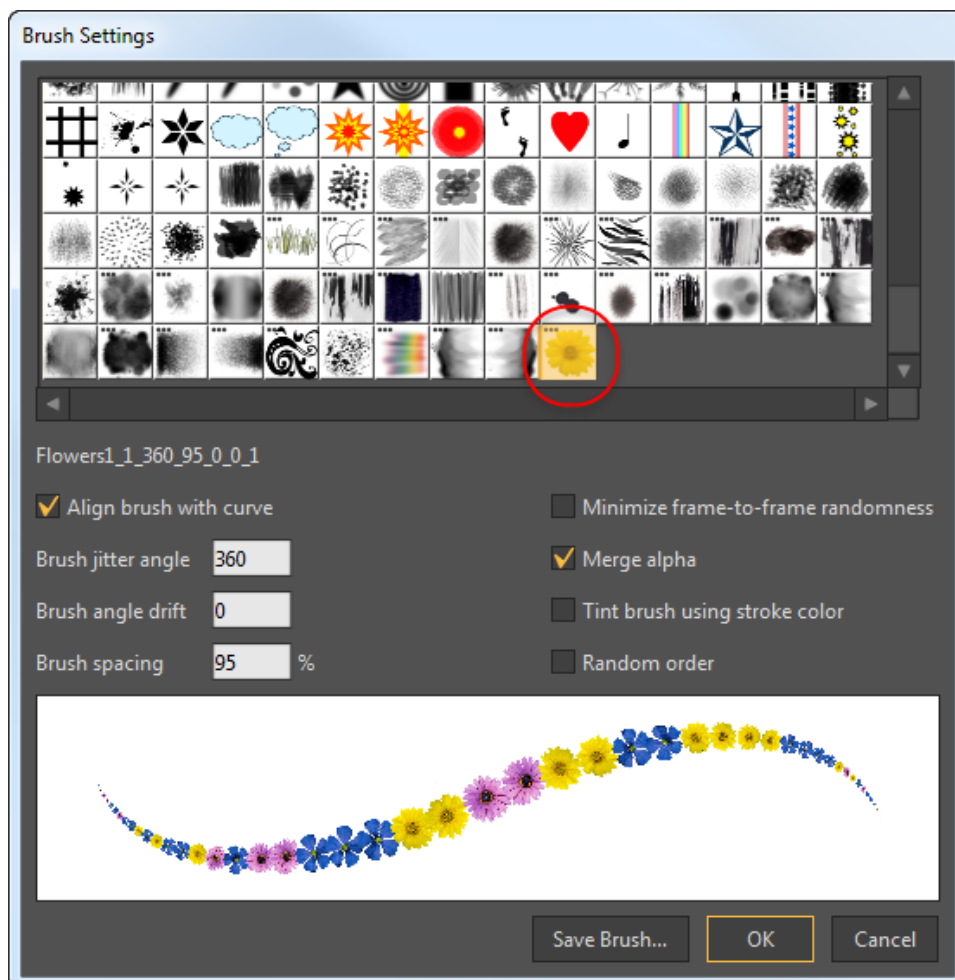 Brush Settings
Flowers1_1_360_95_0_0_1
Align brush with curve
Minimize frame-to-frame randomness
Brush jitter angle 360
Merge alpha
Brush angle drift 0
Tint brush using stroke color
Brush spacing 95 %
Random order
Save Brush... OK Cancel